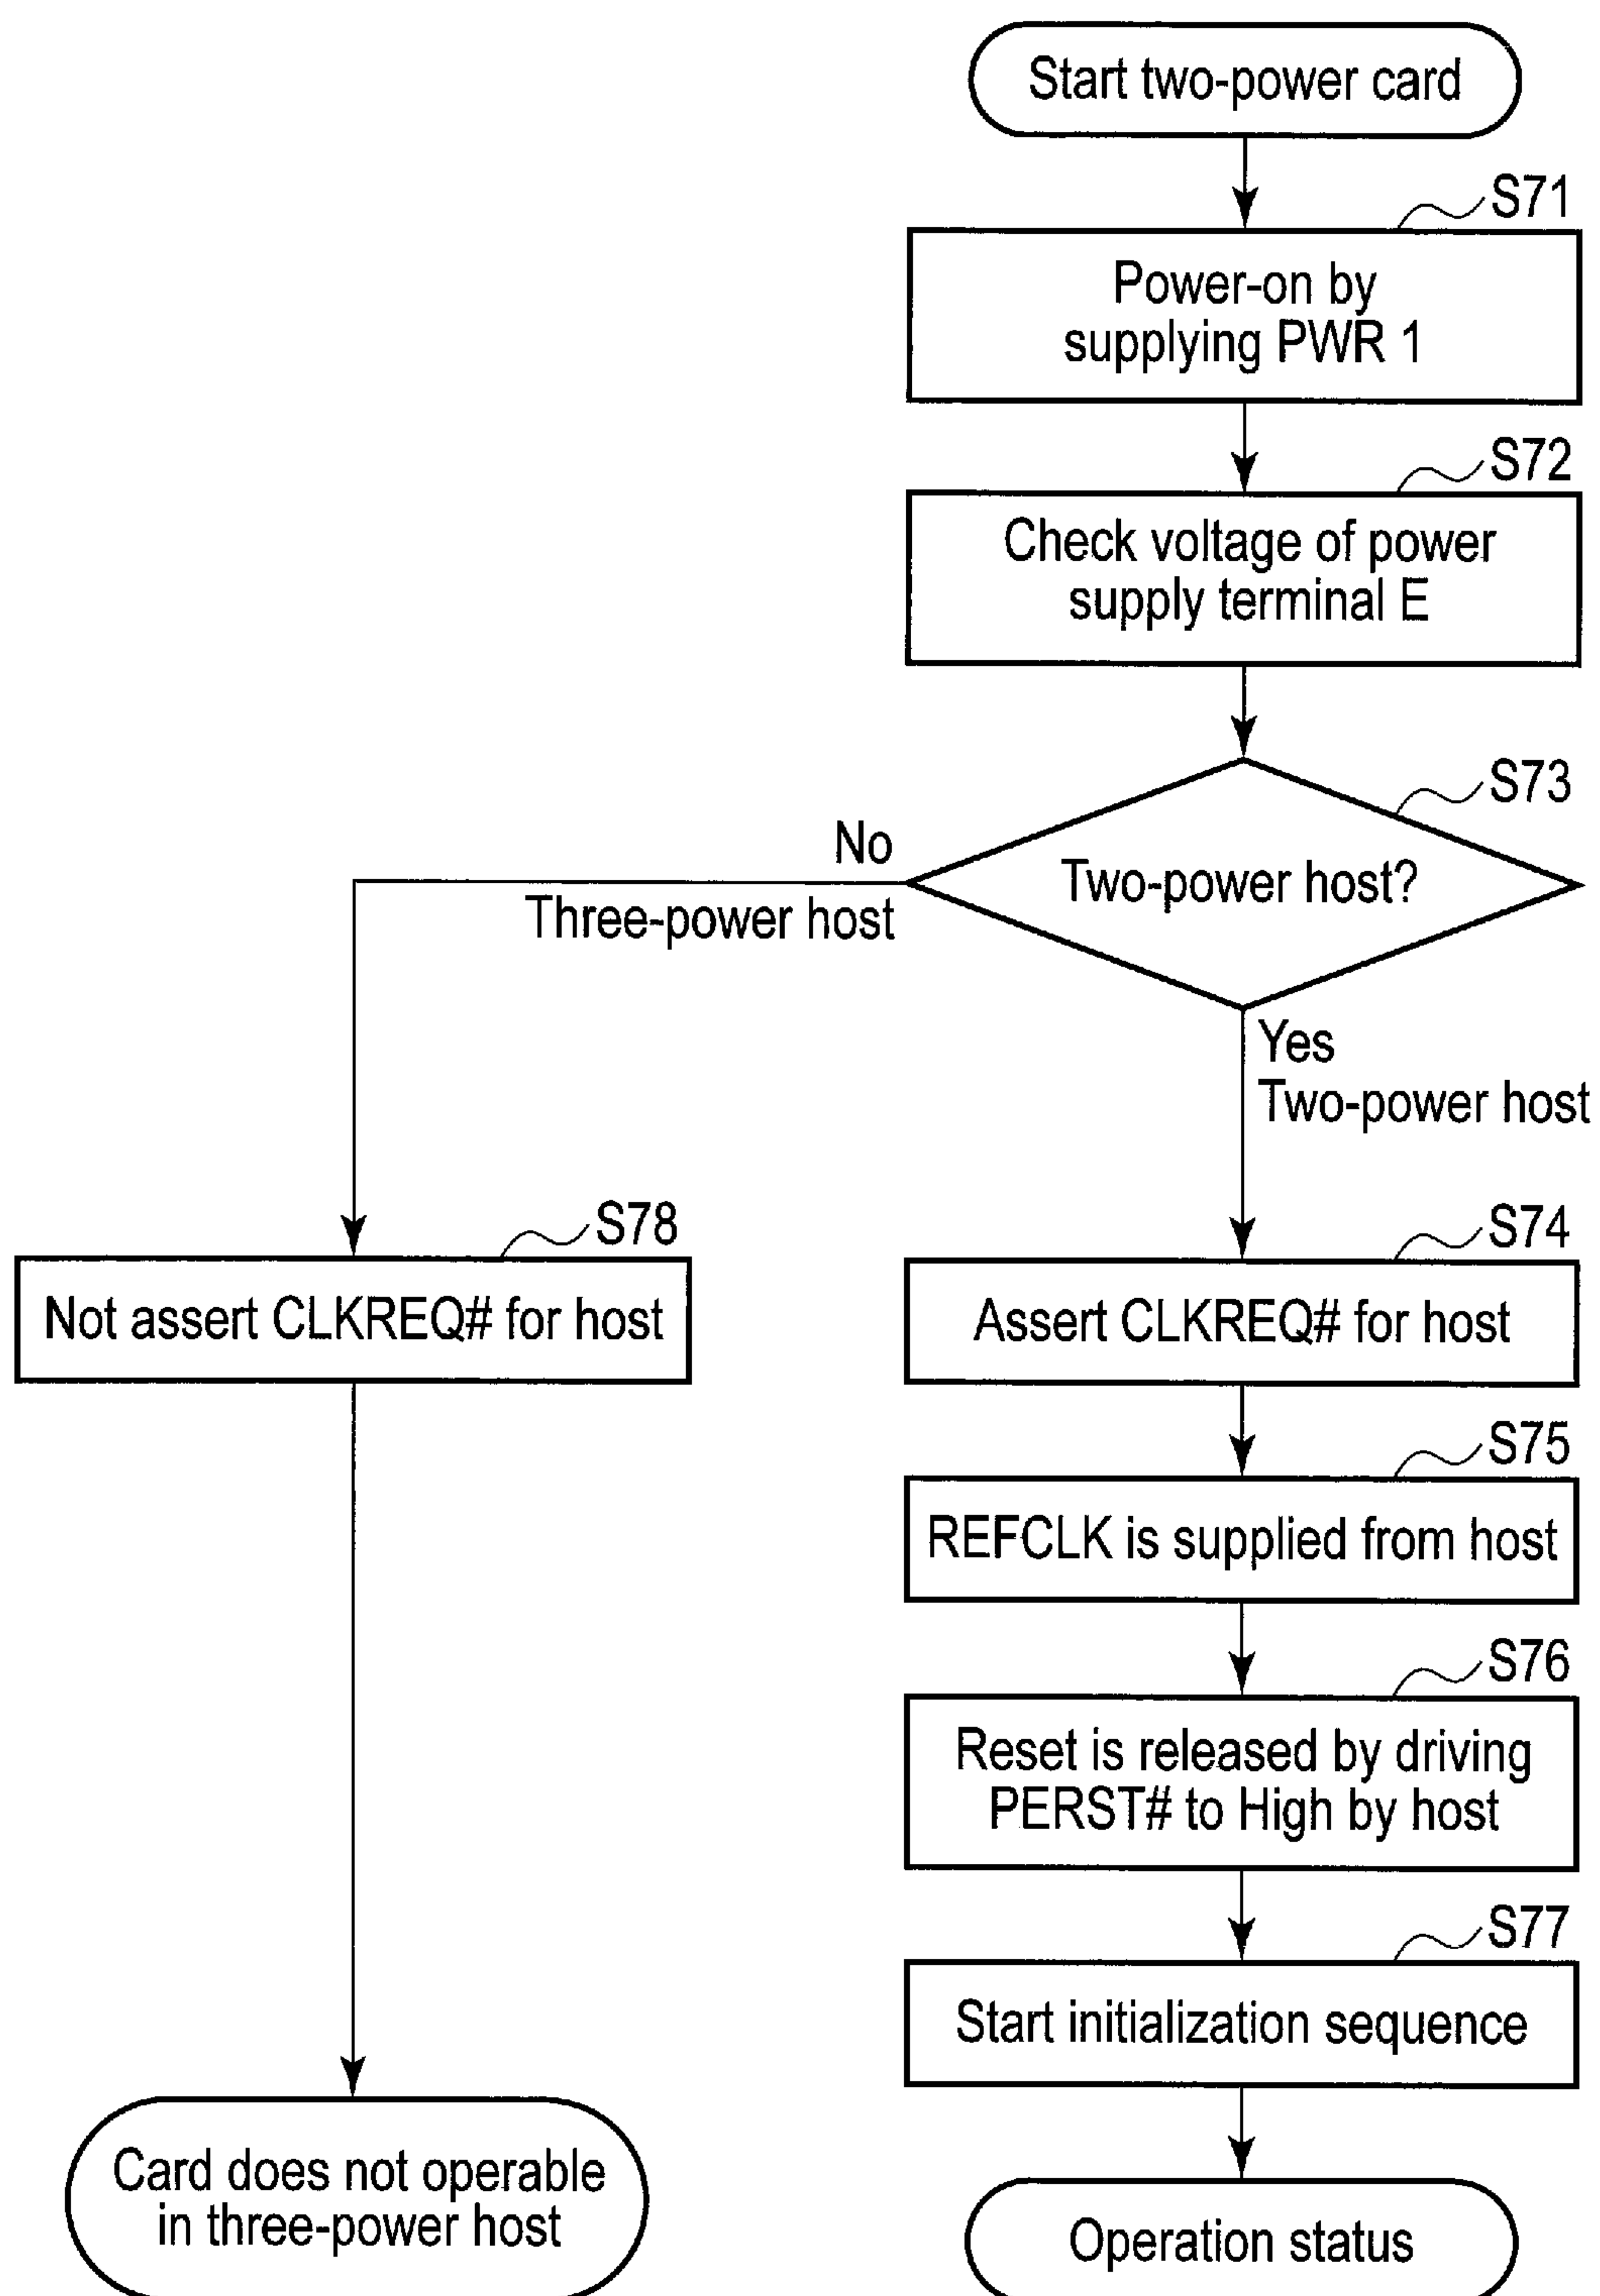 Start two-power card
S71
Power-on by
supplying PWR 1
S72
Check voltage of power
supply terminal E
S73
Two-power host?
No
Three-power host
Yes
Two-power host
S78
Not assert CLKREQ# for host
S74
Assert CLKREQ# for host
S75
REFCLK is supplied from host
S76
Reset is released by driving
PERST# to High by host
S77
Start initialization sequence
Card does not operable
in three-power host
Operation status